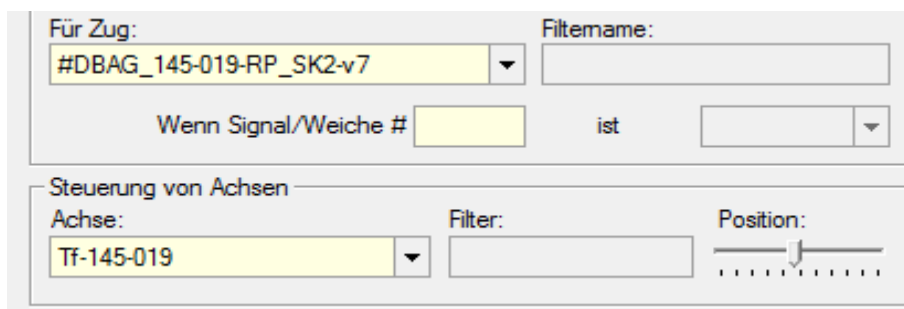 Für Zug:
Filtername:
#DBAG_145-019-RP_SK2-v7
Wenn Signal/Weiche #
ist
Steuerung von Achsen
Achse:
Filter:
Position:
Tf-145-019